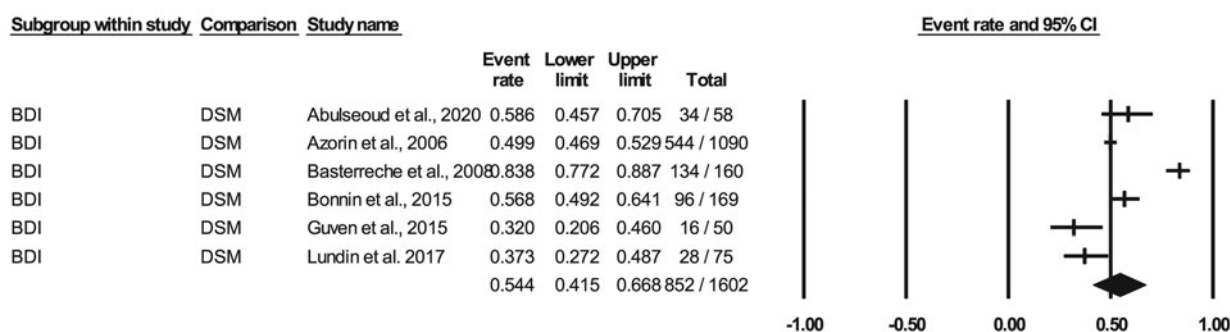 Subgroup within study Comparison Study name Event rate and 95% CI
Event Lower Upper
rate limit limit Total
BDI DSM Abulseoud et al., 2020 0.586 0.457 0.705 34 / 58
BDI DSM Azorin et al., 2006 0.499 0.469 0.529 544 / 1090
BDI DSM Basterreche et al., 2008 0.838 0.772 0.887 134 / 160
BDI DSM Bonnin et al., 2015 0.568 0.492 0.641 96 / 169
BDI DSM Guven et al., 2015 0.320 0.206 0.460 16 / 50
BDI DSM Lundin et al. 2017 0.373 0.272 0.487 28 / 75
0.544 0.415 0.668 852 / 1602
-1.00 -0.50 0.00 0.50 1.00